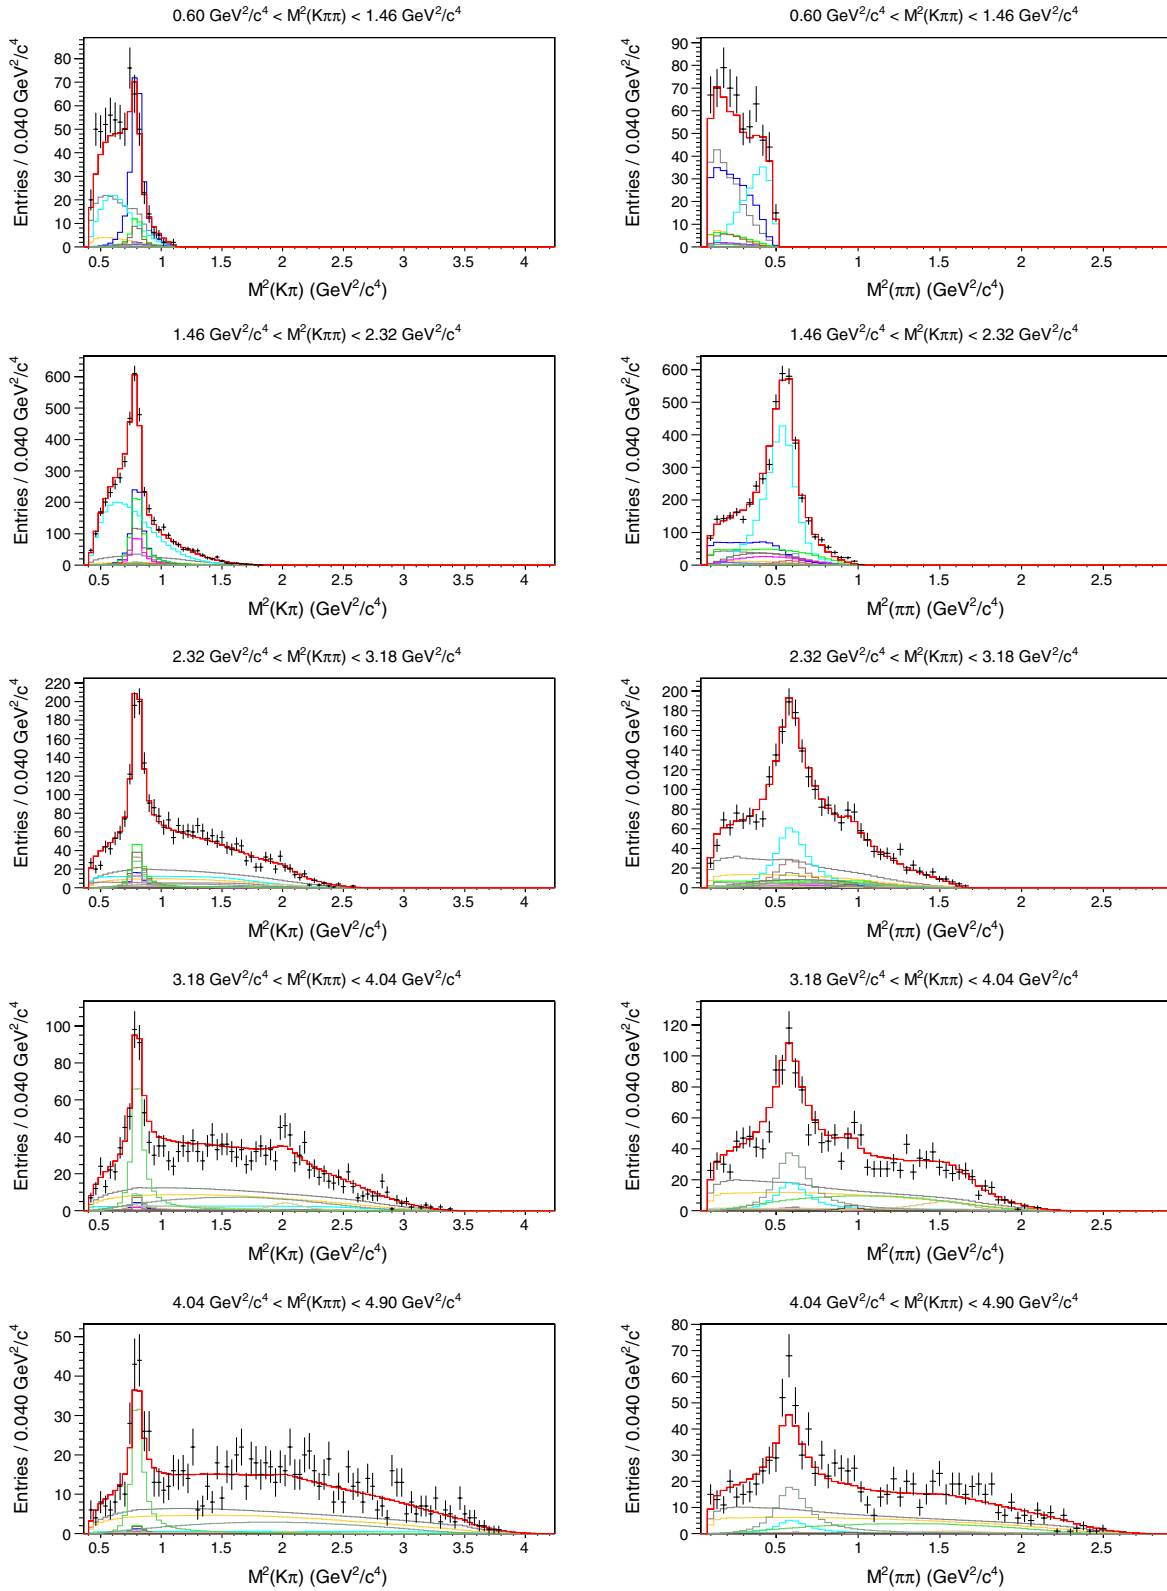 0.60 GeV²/c⁴ < M²(Kππ) < 1.46 GeV²/c⁴
Entries / 0.040 GeV²/c⁴
80
70
60
50
40
30
20
10
0
0.5 1 1.5 2 2.5 3 3.5 4
M²(Kπ) (GeV²/c⁴)
0.60 GeV²/c⁴ < M²(Kππ) < 1.46 GeV²/c⁴
Entries / 0.040 GeV²/c⁴
90
80
70
60
50
40
30
20
10
0
0.5 1 1.5 2 2.5
M²(ππ) (GeV²/c⁴)
1.46 GeV²/c⁴ < M²(Kππ) < 2.32 GeV²/c⁴
Entries / 0.040 GeV²/c⁴
600
500
400
300
200
100
0
0.5 1 1.5 2 2.5 3 3.5 4
M²(Kπ) (GeV²/c⁴)
1.46 GeV²/c⁴ < M²(Kππ) < 2.32 GeV²/c⁴
Entries / 0.040 GeV²/c⁴
600
500
400
300
200
100
0
0.5 1 1.5 2 2.5
M²(ππ) (GeV²/c⁴)
2.32 GeV²/c⁴ < M²(Kππ) < 3.18 GeV²/c⁴
Entries / 0.040 GeV²/c⁴
220
200
180
160
140
120
100
80
60
40
20
0
0.5 1 1.5 2 2.5 3 3.5 4
M²(Kπ) (GeV²/c⁴)
2.32 GeV²/c⁴ < M²(Kππ) < 3.18 GeV²/c⁴
Entries / 0.040 GeV²/c⁴
200
180
160
140
120
100
80
60
40
20
0
0.5 1 1.5 2 2.5
M²(ππ) (GeV²/c⁴)
3.18 GeV²/c⁴ < M²(Kππ) < 4.04 GeV²/c⁴
Entries / 0.040 GeV²/c⁴
100
80
60
40
20
0
0.5 1 1.5 2 2.5 3 3.5 4
M²(Kπ) (GeV²/c⁴)
3.18 GeV²/c⁴ < M²(Kππ) < 4.04 GeV²/c⁴
Entries / 0.040 GeV²/c⁴
120
100
80
60
40
20
0
0.5 1 1.5 2 2.5
M²(ππ) (GeV²/c⁴)
4.04 GeV²/c⁴ < M²(Kππ) < 4.90 GeV²/c⁴
Entries / 0.040 GeV²/c⁴
50
40
30
20
10
0
0.5 1 1.5 2 2.5 3 3.5 4
M²(Kπ) (GeV²/c⁴)
4.04 GeV²/c⁴ < M²(Kππ) < 4.90 GeV²/c⁴
Entries / 0.040 GeV²/c⁴
80
70
60
50
40
30
20
10
0
0.5 1 1.5 2 2.5
M²(ππ) (GeV²/c⁴)